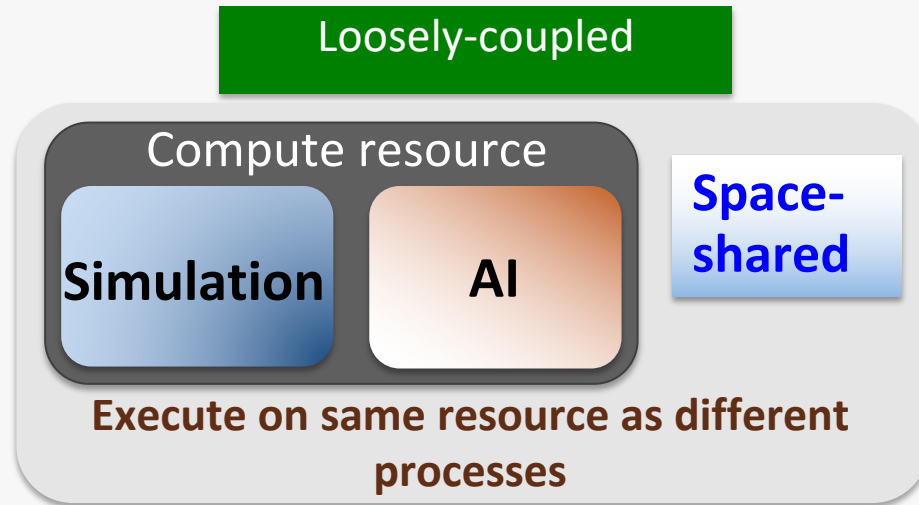 Loosely-coupled
Compute resource
Simulation
AI
Space-
shared
Execute on same resource as different
processes